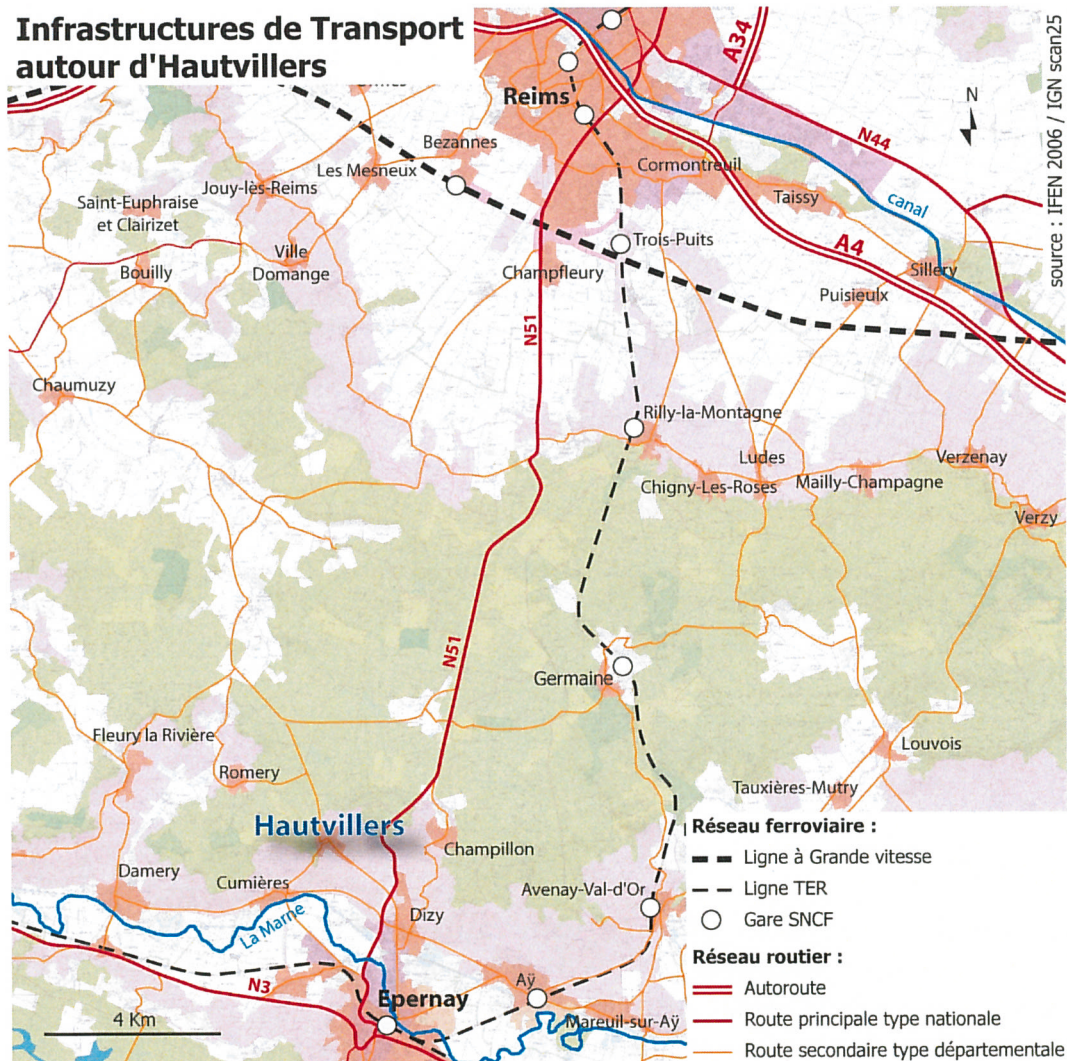 Infrastructures de Transport
autour d'Hautvillers
A34
Reims
N
source : IFEN 2006 / IGN scan25
N44
Bezannes
Cormontreuil
Les Mesneux
Jouy-lès-Reims
Taissy
canal
Saint-Euphraise
et Clairizet
Trois-Puits
A4
Ville
Domange
Bouilly
Champfleury
Sillery
Puisieulx
N51
Chaumuzy
Rilly-la-Montagne
Ludes
Verzenay
Chigny-Les-Roses
Mailly-Champagne
Verzy
N51
Germaine
Fleury la Rivière
Louvois
Romery
Tauxières-Mutry
Hautvillers
Champillon
Damery
Cumières
Avenay-Val-d'Or
Dizy
La Marne
N3
Aÿ
Epernay
Mareuil-sur-Aÿ
4 Km
Réseau ferroviaire :
Ligne à Grande vitesse
Ligne TER
Gare SNCF
Réseau routier :
Autoroute
Route principale type nationale
Route secondaire type départementale